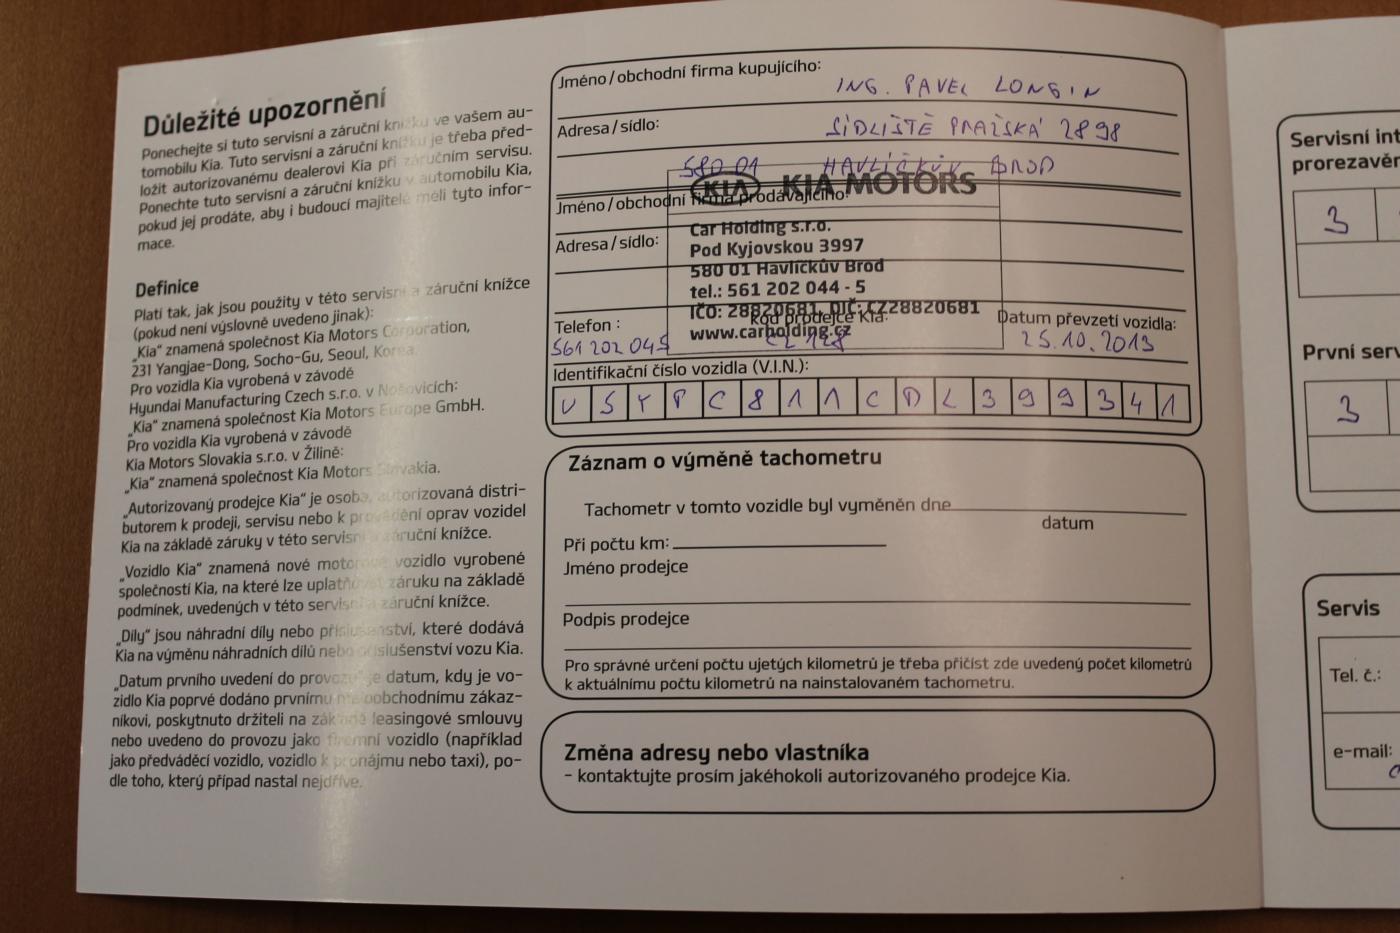 Důležité upozornění
Ponechejte si tuto servisní a záruční knížku ve vašem au-
tomobilu Kia. Tuto servisní a záruční knížku je třeba před-
ložit autorizovanému dealerovi Kia při záručním servisu.
Ponechte tuto servisní a záruční knížku v automobilu Kia,
pokud jej prodáte, aby i budoucí majitelé měli tyto infor-
mace.
Definice
Platí tak, jak jsou použity v této servisní a záruční knížce
(pokud není výslovně uvedeno jinak):
„Kia“ znamená společnost Kia Motors Corporation,
231 Yangjae-Dong, Socho-Gu, Seoul, Korea.
Pro vozidla Kia vyrobená v závodě
Hyundai Manufacturing Czech s.r.o. v Nošovicích:
„Kia“ znamená společnost Kia Motors Europe GmbH.
Pro vozidla Kia vyrobená v závodě
Kia Motors Slovakia s.r.o. v Žilině:
„Kia“ znamená společnost Kia Motors Slovakia.
„Autorizovaný prodejce Kia“ je osoba, autorizovaná distri-
butorem k prodeji, servisu nebo k provádění oprav vozidel
Kia na základě záruky v této servisní a záruční knížce.
„Vozidlo Kia“ znamená nové motorové vozidlo vyrobené
společností Kia, na které lze uplatňovat záruku na základě
podmínek, uvedených v této servisní a záruční knížce.
„Díly“ jsou náhradní díly nebo příslušenství, které dodává
Kia na výměnu náhradních dílů nebo příslušenství vozu Kia.
„Datum prvního uvedení do provozu“ je datum, kdy je vo-
zidlo Kia poprvé dodáno prvnímu maloobchodnímu zákaz-
níkovi, poskytnuto držiteli na základě leasingové smlouvy
nebo uvedeno do provozu jako firemní vozidlo (například
jako předváděcí vozidlo, vozidlo k pronájmu nebo taxi), po-
dle toho, který případ nastal nejdříve.
Jméno / obchodní firma kupujícího: ING. PAVEL LONGIN
Adresa / sídlo: SÍDLIŠTĚ PRAŽSKÁ 2898
580 01 HAVLÍČKŮV BROD
KIA KIA MOTORS
Jméno / obchodní firma prodávajícího:
Car Holding s.r.o.
Adresa / sídlo: Pod Kyjovskou 3997
580 01 Havlíčkův Brod
tel.: 561 202 044 - 5
IČO: 28820681, DIČ: CZ28820681
Telefon : Kód prodejce Kia: Datum převzetí vozidla:
www.carholding.cz
561 202 045 CZ 128 25.10.2013
Identifikační číslo vozidla (V.I.N.):
U 5 Y P C 8 1 1 C D L 3 9 9 3 4 1
Záznam o výměně tachometru
Tachometr v tomto vozidle byl vyměněn dne
datum
Při počtu km:
Jméno prodejce
Podpis prodejce
Pro správné určení počtu ujetých kilometrů je třeba přičíst zde uvedený počet kilometrů
k aktuálnímu počtu kilometrů na nainstalovaném tachometru.
Změna adresy nebo vlastníka
– kontaktujte prosím jakéhokoli autorizovaného prodejce Kia.
Servisní int
prorezavěn
3
První serv
3
Servis
Tel. č.:
e-mail: